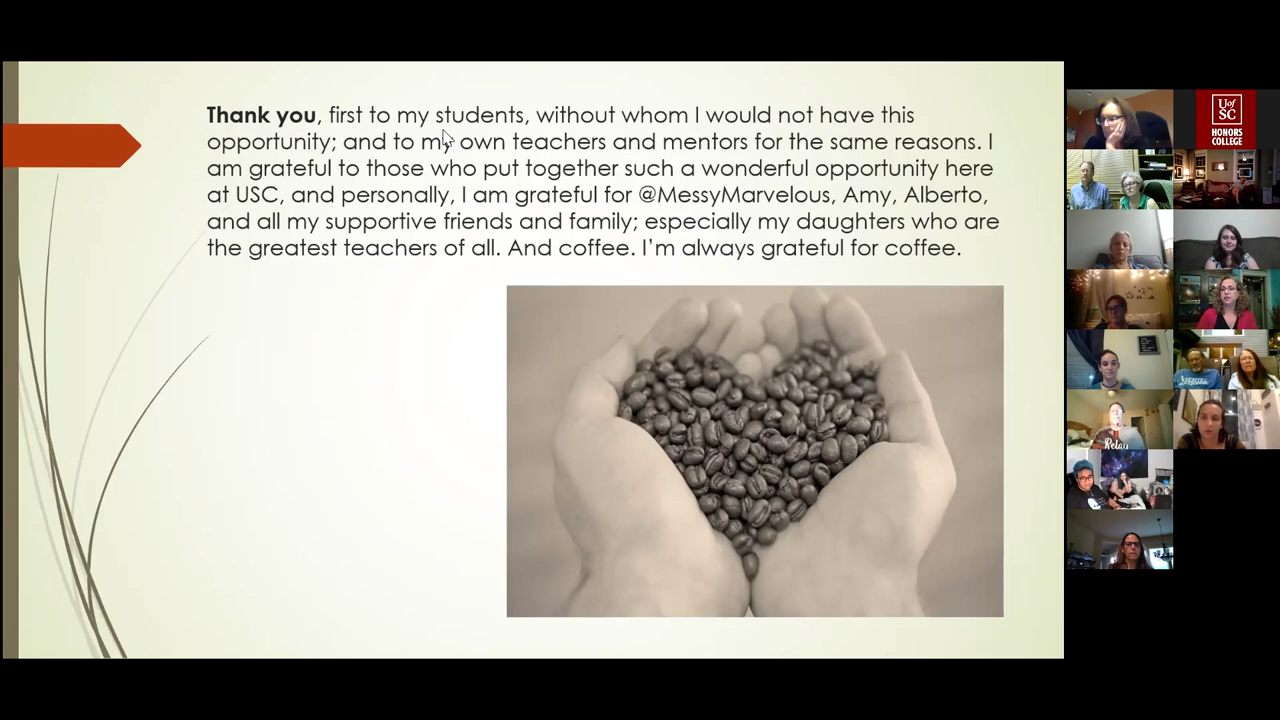 Thank you, first to my students, without whom I would not have this
opportunity; and to my own teachers and mentors for the same reasons. I
am grateful to those who put together such a wonderful opportunity here
at USC, and personally, I am grateful for @MessyMarvelous, Amy, Alberto,
and all my supportive friends and family; especially my daughters who are
the greatest teachers of all. And coffee. I'm always grateful for coffee.
UofSC
HONORS
COLLEGE
Relay